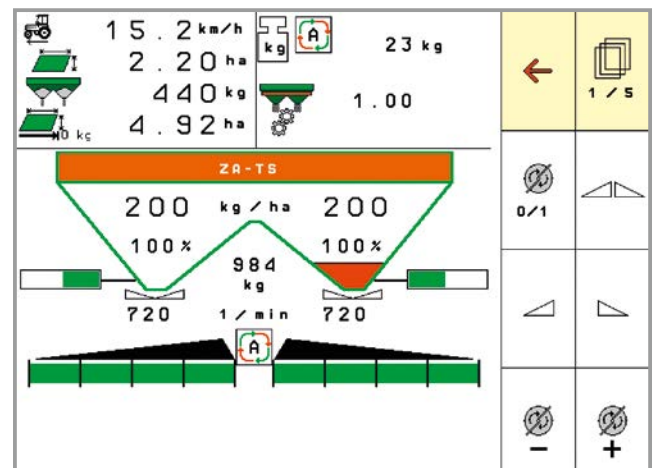 15.2 km/h
2.20 ha
440 kg
0 kg 4.92 ha
kg A 23 kg
1.00
1 / 5
ZA-TS
200 kg / ha 200
100% 100%
984
kg
720 1 / min 720
A
0/1
- +